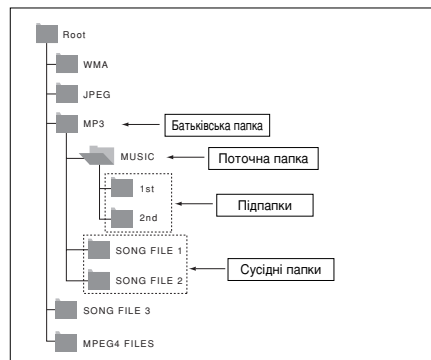 Root
WMA
JPEG
MP3
Батьківська папка
MUSIC
Поточна папка
1st
2nd
Підпапки
SONG FILE 1
SONG FILE 2
Сусідні папки
SONG FILE 3
MPEG4 FILES